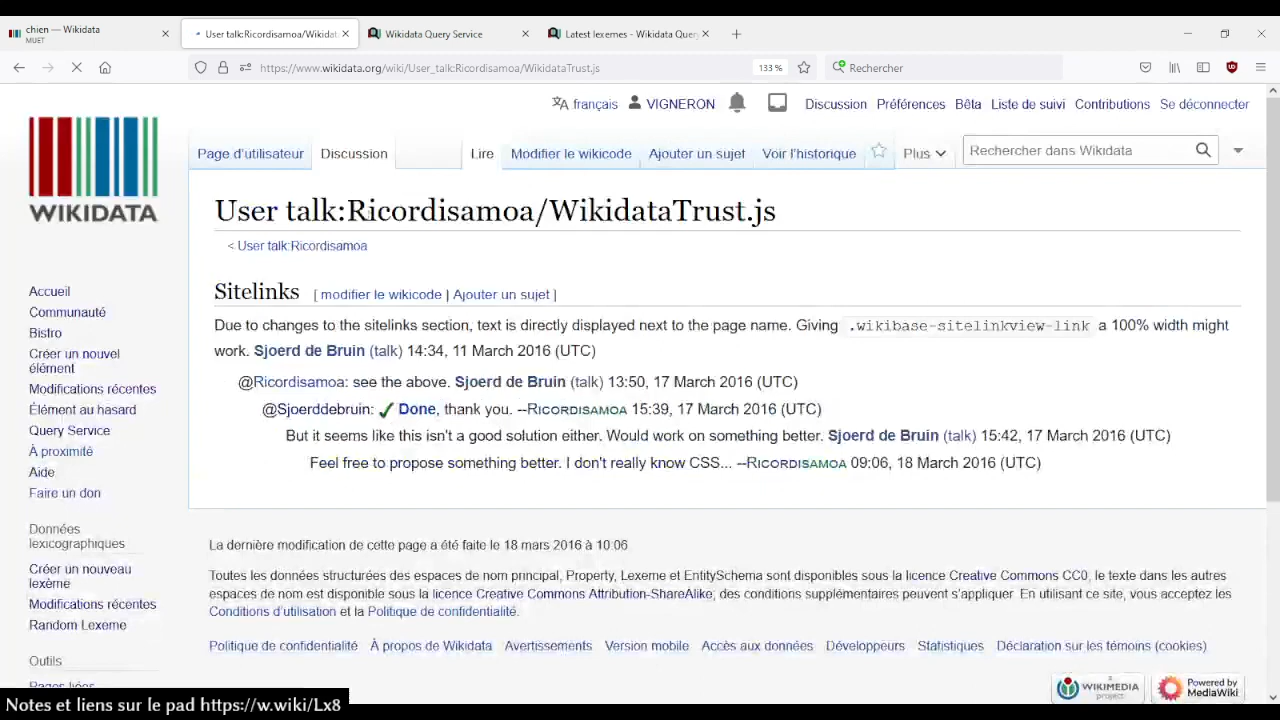 chien — Wikidata
MUET
User talk:Ricordisamoa/Wikidat
Wikidata Query Service
Latest lexemes - Wikidata Quer
https://www.wikidata.org/wiki/User_talk:Ricordisamoa/WikidataTrust.js
133 %
Rechercher
français VIGNERON Discussion Préférences Bêta Liste de suivi Contributions Se déconnecter
Page d'utilisateur Discussion Lire Modifier le wikicode Ajouter un sujet Voir l'historique Plus Rechercher dans Wikidata
WIKIDATA
User talk:Ricordisamoa/WikidataTrust.js
< User talk:Ricordisamoa
Sitelinks [ modifier le wikicode | Ajouter un sujet ]
Due to changes to the sitelinks section, text is directly displayed next to the page name. Giving .wikibase-sitelinkview-link a 100% width might
work. Sjoerd de Bruin (talk) 14:34, 11 March 2016 (UTC)
@Ricordisamoa: see the above. Sjoerd de Bruin (talk) 13:50, 17 March 2016 (UTC)
@Sjoerddebruin: Done, thank you. --RICORDISAMOA 15:39, 17 March 2016 (UTC)
But it seems like this isn't a good solution either. Would work on something better. Sjoerd de Bruin (talk) 15:42, 17 March 2016 (UTC)
Feel free to propose something better. I don't really know CSS... --RICORDISAMOA 09:06, 18 March 2016 (UTC)
Accueil
Communauté
Bistro
Créer un nouvel
élément
Modifications récentes
Élément au hasard
Query Service
À proximité
Aide
Faire un don
Données
lexicographiques
Créer un nouveau
lexème
Modifications récentes
Random Lexeme
Outils
Pages liées
La dernière modification de cette page a été faite le 18 mars 2016 à 10:06
Toutes les données structurées des espaces de nom principal, Property, Lexeme et EntitySchema sont disponibles sous la licence Creative Commons CC0, le texte dans les autres
espaces de nom est disponible sous la licence Creative Commons Attribution-ShareAlike; des conditions supplémentaires peuvent s'appliquer. En utilisant ce site, vous acceptez les
Conditions d'utilisation et la Politique de confidentialité.
Politique de confidentialité À propos de Wikidata Avertissements Version mobile Accès aux données Développeurs Statistiques Déclaration sur les témoins (cookies)
WIKIMEDIA
project
Powered by
MediaWiki
Notes et liens sur le pad https://w.wiki/Lx8